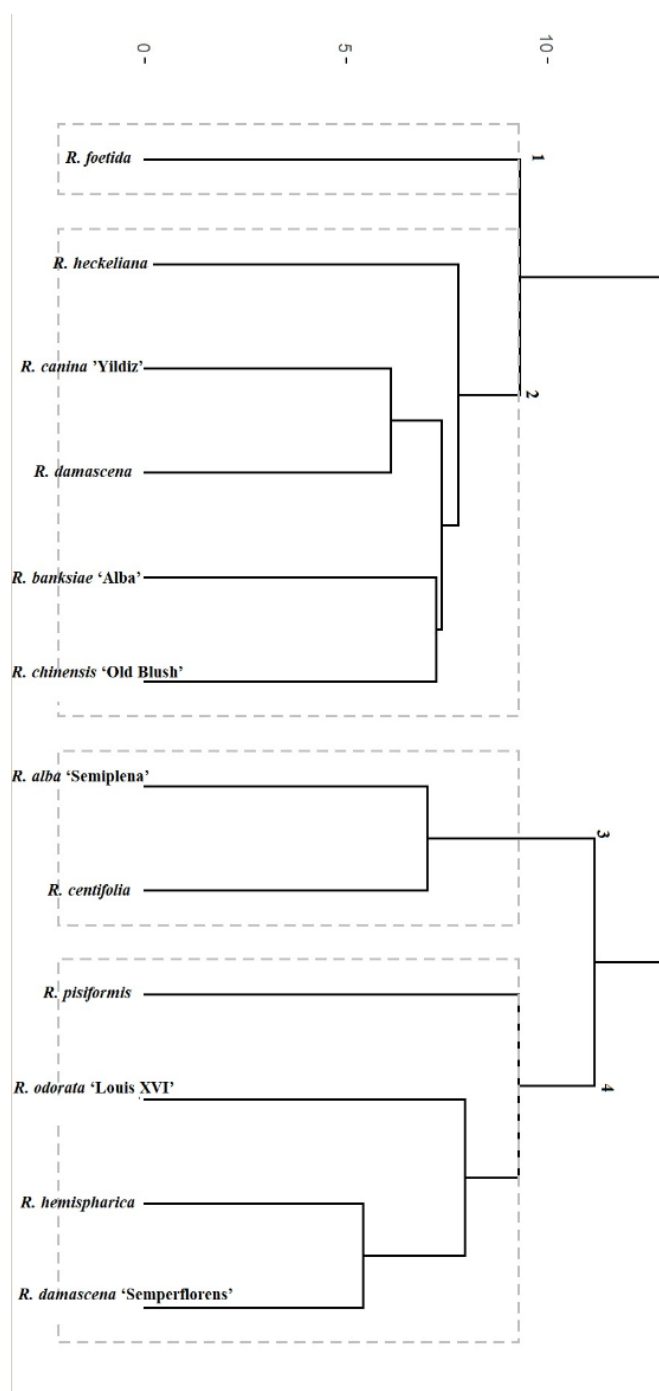 0 -
5 -
10 -
1
R. foetida
R. heckeliana
R. canina ’Yildiz’
2
R. damascena
R. banksiae ‘Alba’
R. chinensis ‘Old Blush’
R. alba ‘Semiplena’
3
R. centifolia
R. pisiformis
R. odorata ‘Louis XVI’
4
R. hemispharica
R. damascena ‘Semperflorens’